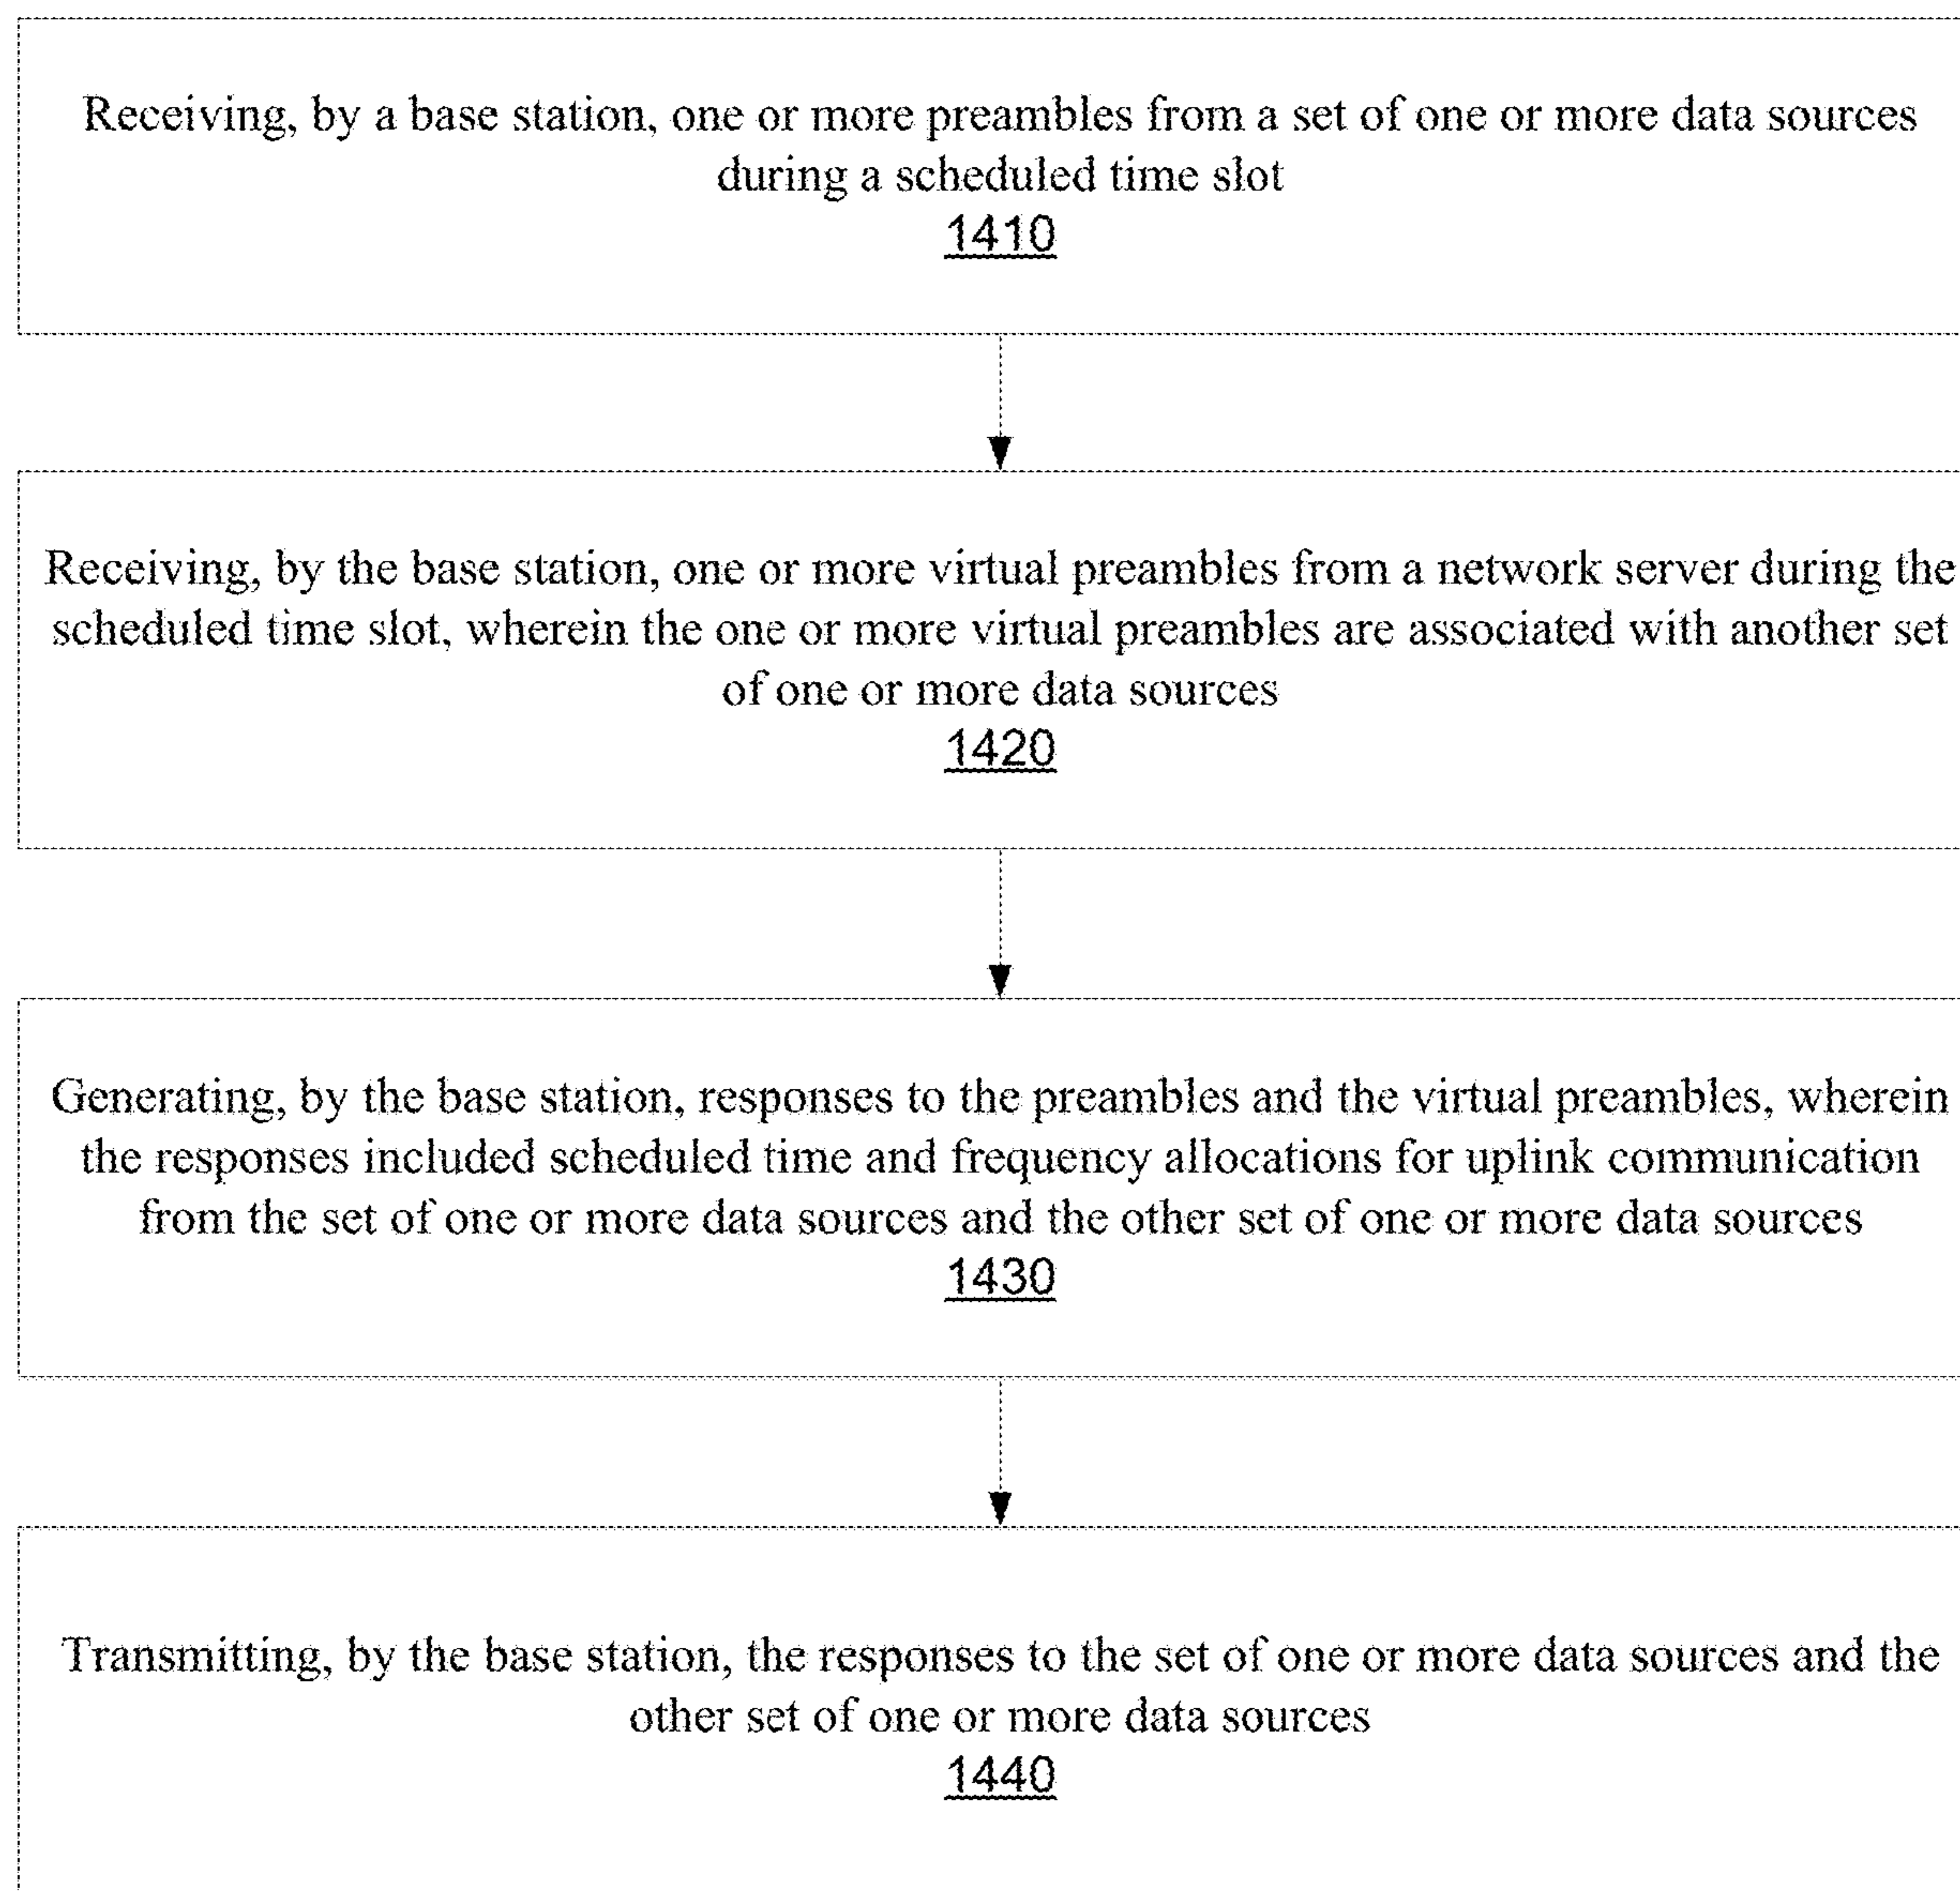 Receiving, by a base station, one or more preambles from a set of one or more data sources
during a scheduled time slot
1410
Receiving, by the base station, one or more virtual preambles from a network server during the
scheduled time slot, wherein the one or more virtual preambles are associated with another set
of one or more data sources
1420
Generating, by the base station, responses to the preambles and the virtual preambles, wherein
the responses included scheduled time and frequency allocations for uplink communication
from the set of one or more data sources and the other set of one or more data sources
1430
Transmitting, by the base station, the responses to the set of one or more data sources and the
other set of one or more data sources
1440